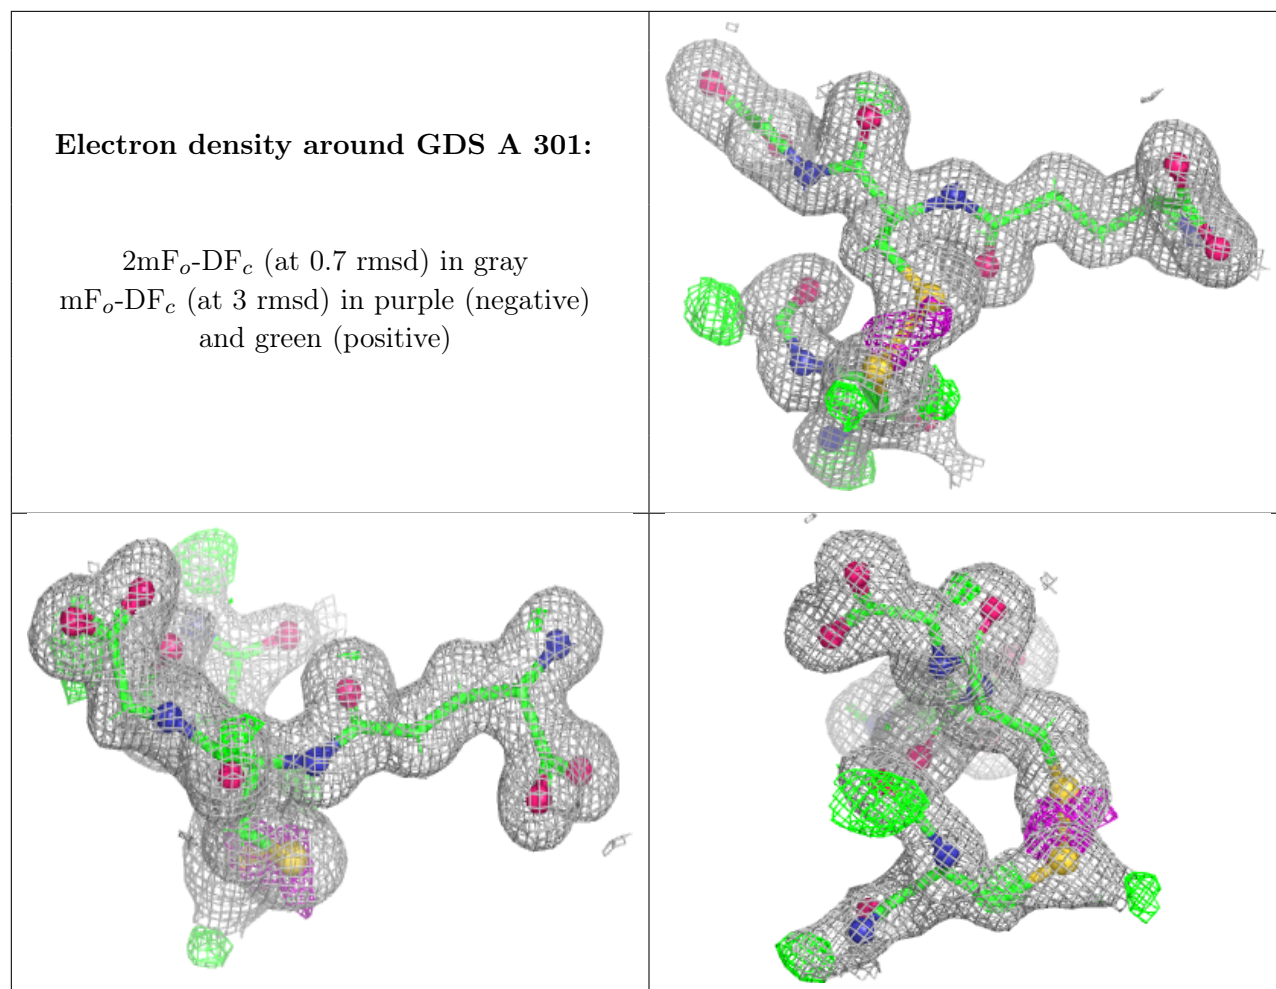 Electron density around GDS A 301:
2mFo-DFc (at 0.7 rmsd) in gray
mFo-DFc (at 3 rmsd) in purple (negative)
and green (positive)